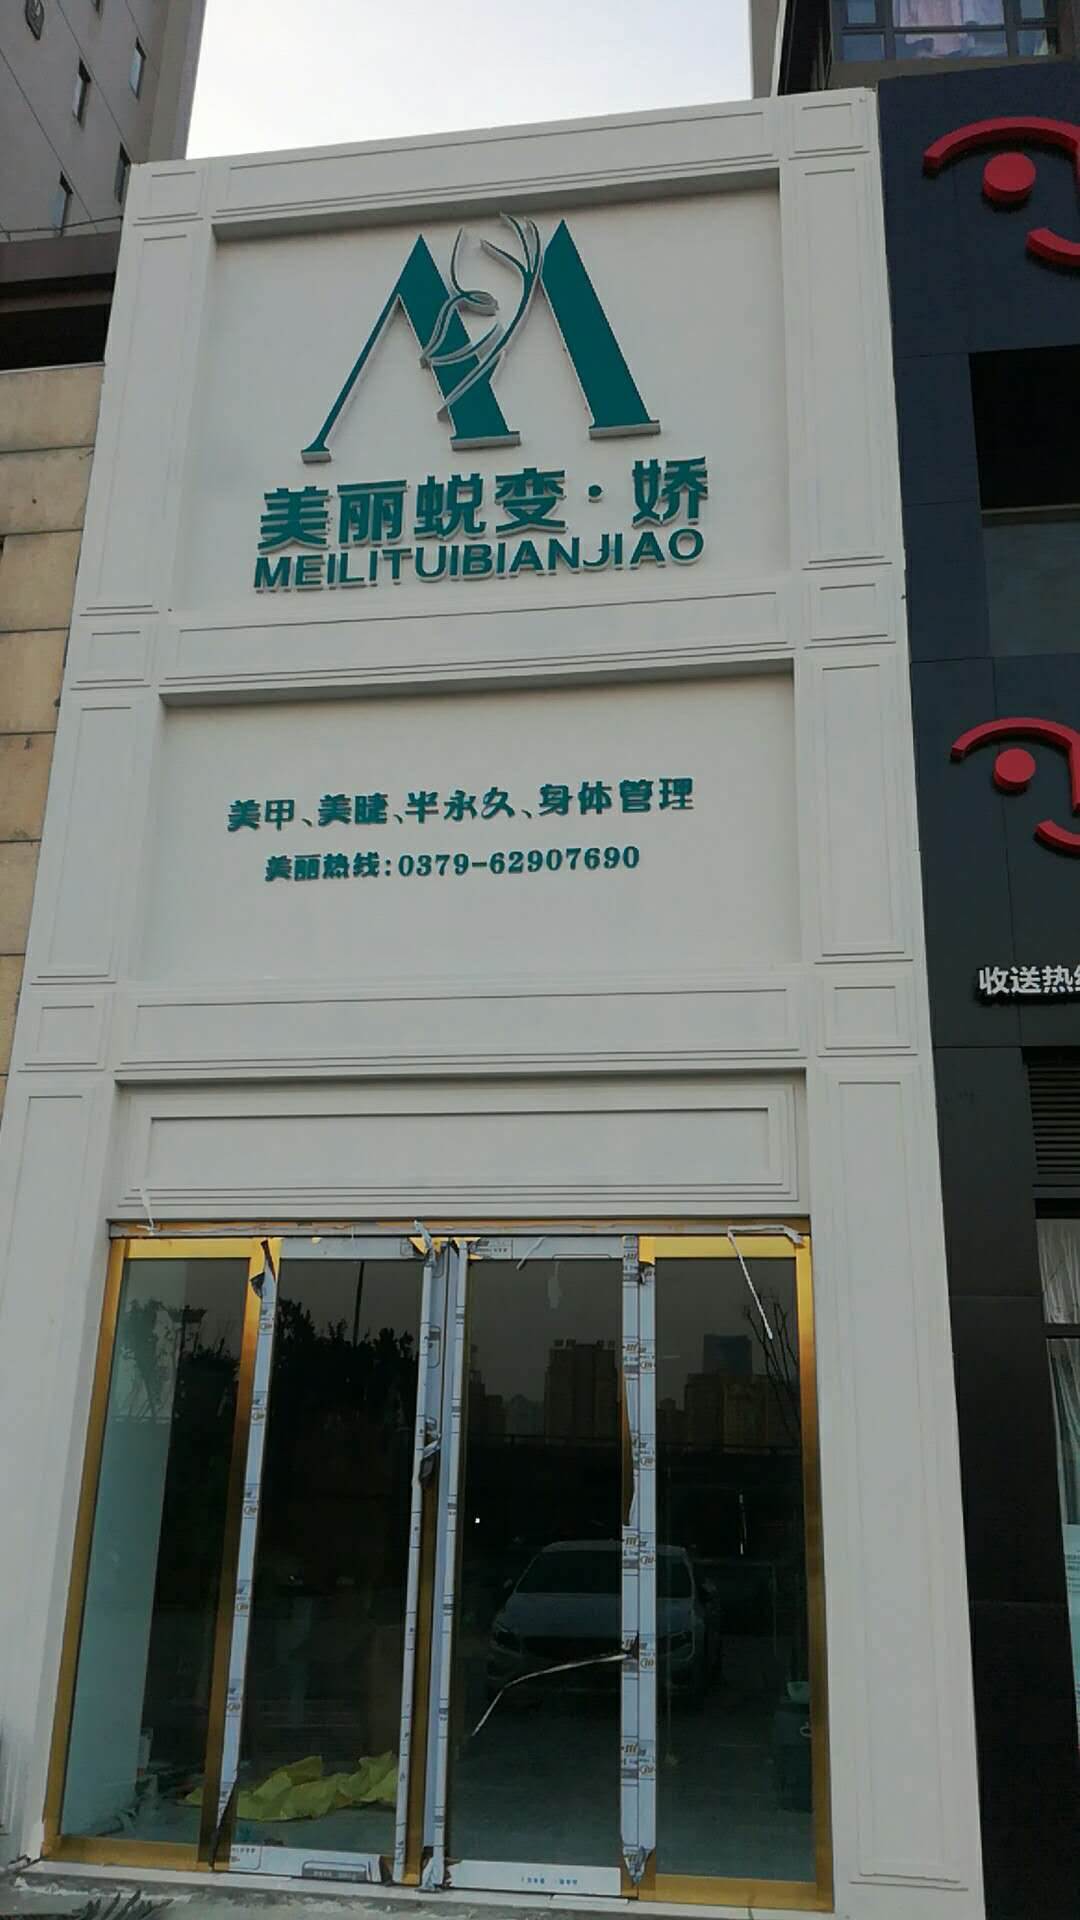 美丽蜕变·娇
MEILITUIBIANJIAO
美甲、美睫、半永久、身体管理
美丽热线:0379-62907690
收送热线